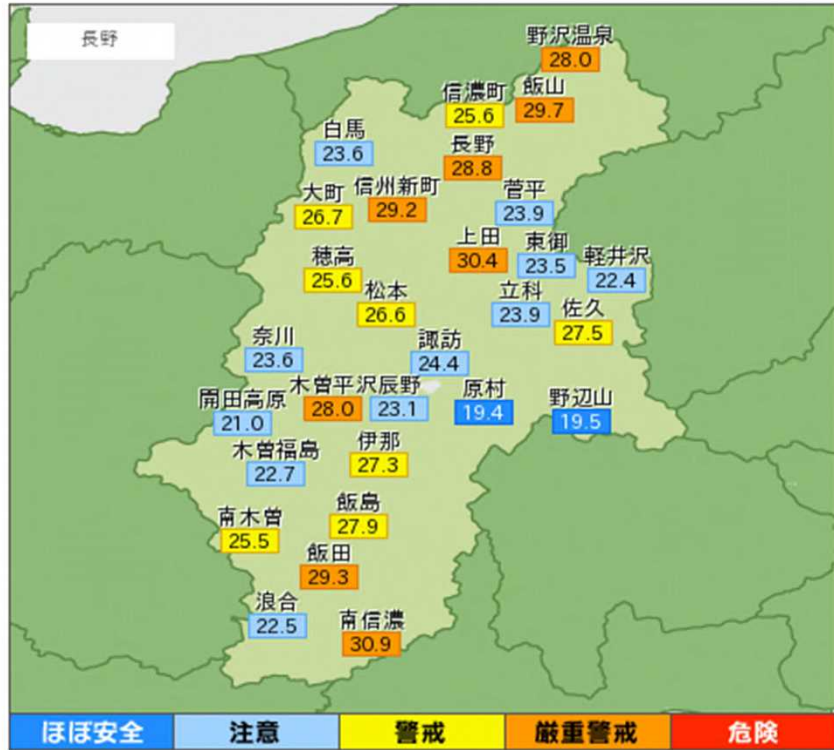 長野
野沢温泉
28.0
信濃町
25.6
飯山
29.7
白馬
23.6
長野
28.8
大町
26.7
信州新町
29.2
菅平
23.9
上田
30.4
東御
23.5
軽井沢
22.4
穂高
25.6
松本
26.6
立科
23.9
佐久
27.5
奈川
23.6
諏訪
24.4
開田高原
21.0
木曽平沢
28.0
辰野
23.1
原村
19.4
野辺山
19.5
木曽福島
22.7
伊那
27.3
南木曽
25.5
飯島
27.9
飯田
29.3
浪合
22.5
南信濃
30.9
ほぼ安全 注意 警戒 厳重警戒 危険